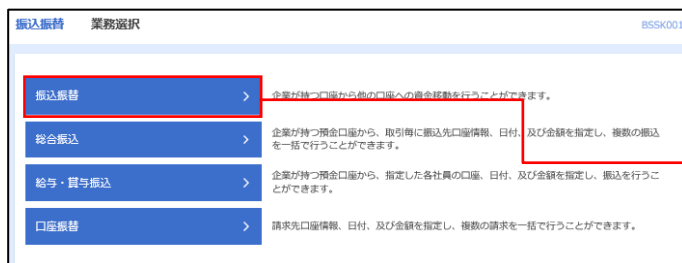 振込振替 業務選択 BSSK001
振込振替 企業が持つ口座から他の口座への資金移動を行うことができます。
総合振込 企業が持つ預金口座から、取引毎に振込先口座情報、日付、及び金額を指定し、複数の振込
を一括で行うことができます。
給与・賞与振込 企業が持つ預金口座から、指定した各社員の口座、日付、及び金額を指定し、振込を行うこ
とができます。
口座振替 請求先口座情報、日付、及び金額を指定し、複数の請求を一括で行うことができます。